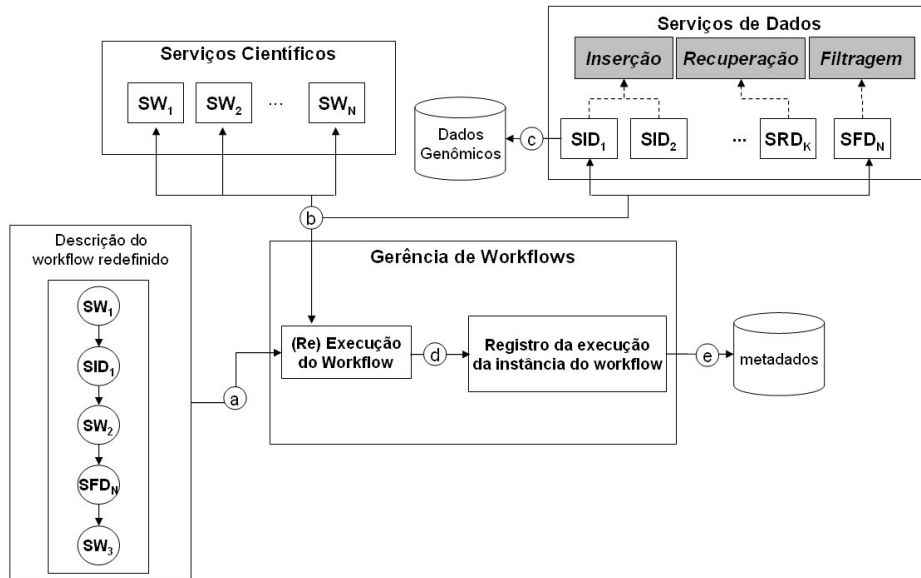 Serviços Científicos
SW1
SW2
...
SWN
Serviços de Dados
Inserção
Recuperação
Filtragem
SID1
SID2
...
SRDK
SFDN
Dados
Genômicos
c
b
Descrição do
workflow redefinido
SW1
SID1
SW2
SFDN
SW3
a
Gerência de Workflows
(Re) Execução
do Workflow
d
Registro da execução
da instância do workflow
e
metadados